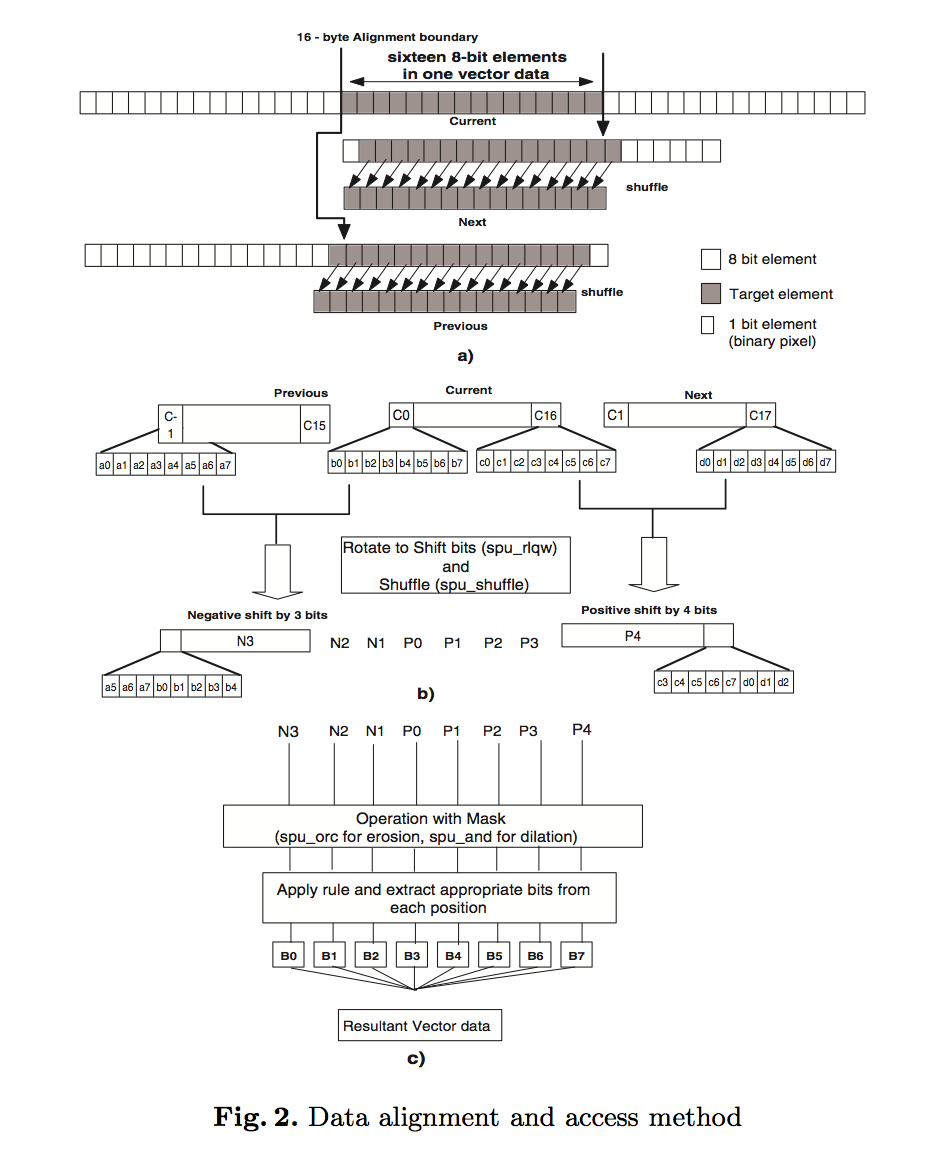 16 - byte Alignment boundary
sixteen 8-bit elements
in one vector data
Current
shuffle
Next
shuffle
Previous
8 bit element
Target element
1 bit element
(binary pixel)
a)
Previous
Current
Next
C-
1
C15
C0
C16
C1
C17
a0 a1 a2 a3 a4 a5 a6 a7
b0 b1 b2 b3 b4 b5 b6 b7
c0 c1 c2 c3 c4 c5 c6 c7
d0 d1 d2 d3 d4 d5 d6 d7
Rotate to Shift bits (spu_rlqw)
and
Shuffle (spu_shuffle)
Negative shift by 3 bits
Positive shift by 4 bits
N3
N2 N1 P0 P1 P2 P3
P4
a5 a6 a7 b0 b1 b2 b3 b4
c3 c4 c5 c6 c7 d0 d1 d2
b)
N3 N2 N1 P0 P1 P2 P3 P4
Operation with Mask
(spu_orc for erosion, spu_and for dilation)
Apply rule and extract appropriate bits from
each position
B0 B1 B2 B3 B4 B5 B6 B7
Resultant Vector data
c)
Fig. 2. Data alignment and access method